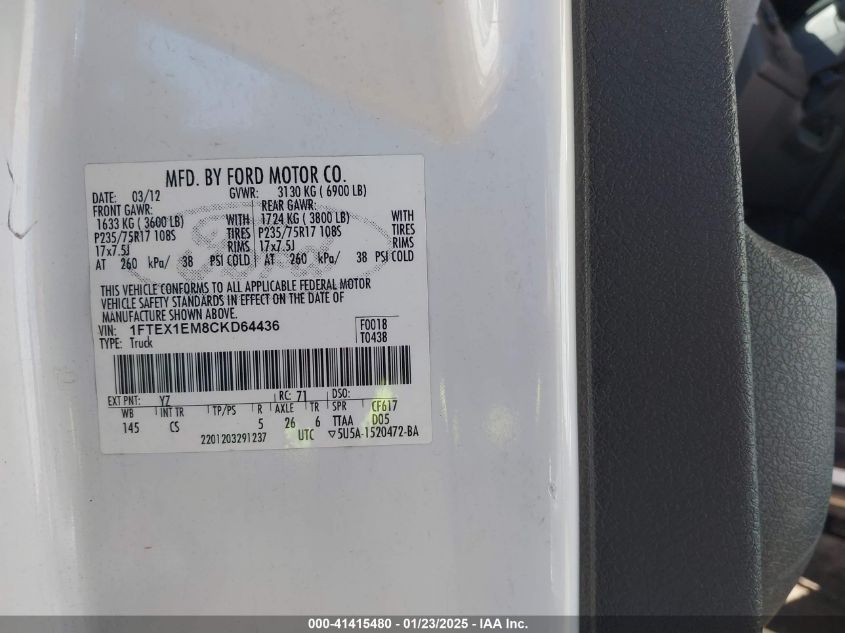 MFD. BY FORD MOTOR CO.
DATE: 03/12 GVWR: 3130 KG ( 6900 LB)
FRONT GAWR: REAR GAWR:
1633 KG ( 3600 LB) WITH 1724 KG ( 3800 LB) WITH
P235/75R17 108S TIRES P235/75R17 108S TIRES
17x7.5J RIMS 17x7.5J RIMS
AT 260 kPa/ 38 PSI COLD AT 260 kPa/ 38 PSI COLD
Ford
THIS VEHICLE CONFORMS TO ALL APPLICABLE FEDERAL MOTOR
VEHICLE SAFETY STANDARDS IN EFFECT ON THE DATE OF
MANUFACTURE SHOWN ABOVE.
VIN: 1FTEX1EM8CKD64436 F0018
TYPE: Truck T0438
EXT PNT: YZ RC: 71 DSO:
WB INT TR TP/PS R AXLE TR SPR CF617
145 CS 5 26 6 TTAA D05
2201203291237 UTC ▽5U5A-1520472-BA
000-41415480 - 01/23/2025 - IAA Inc.